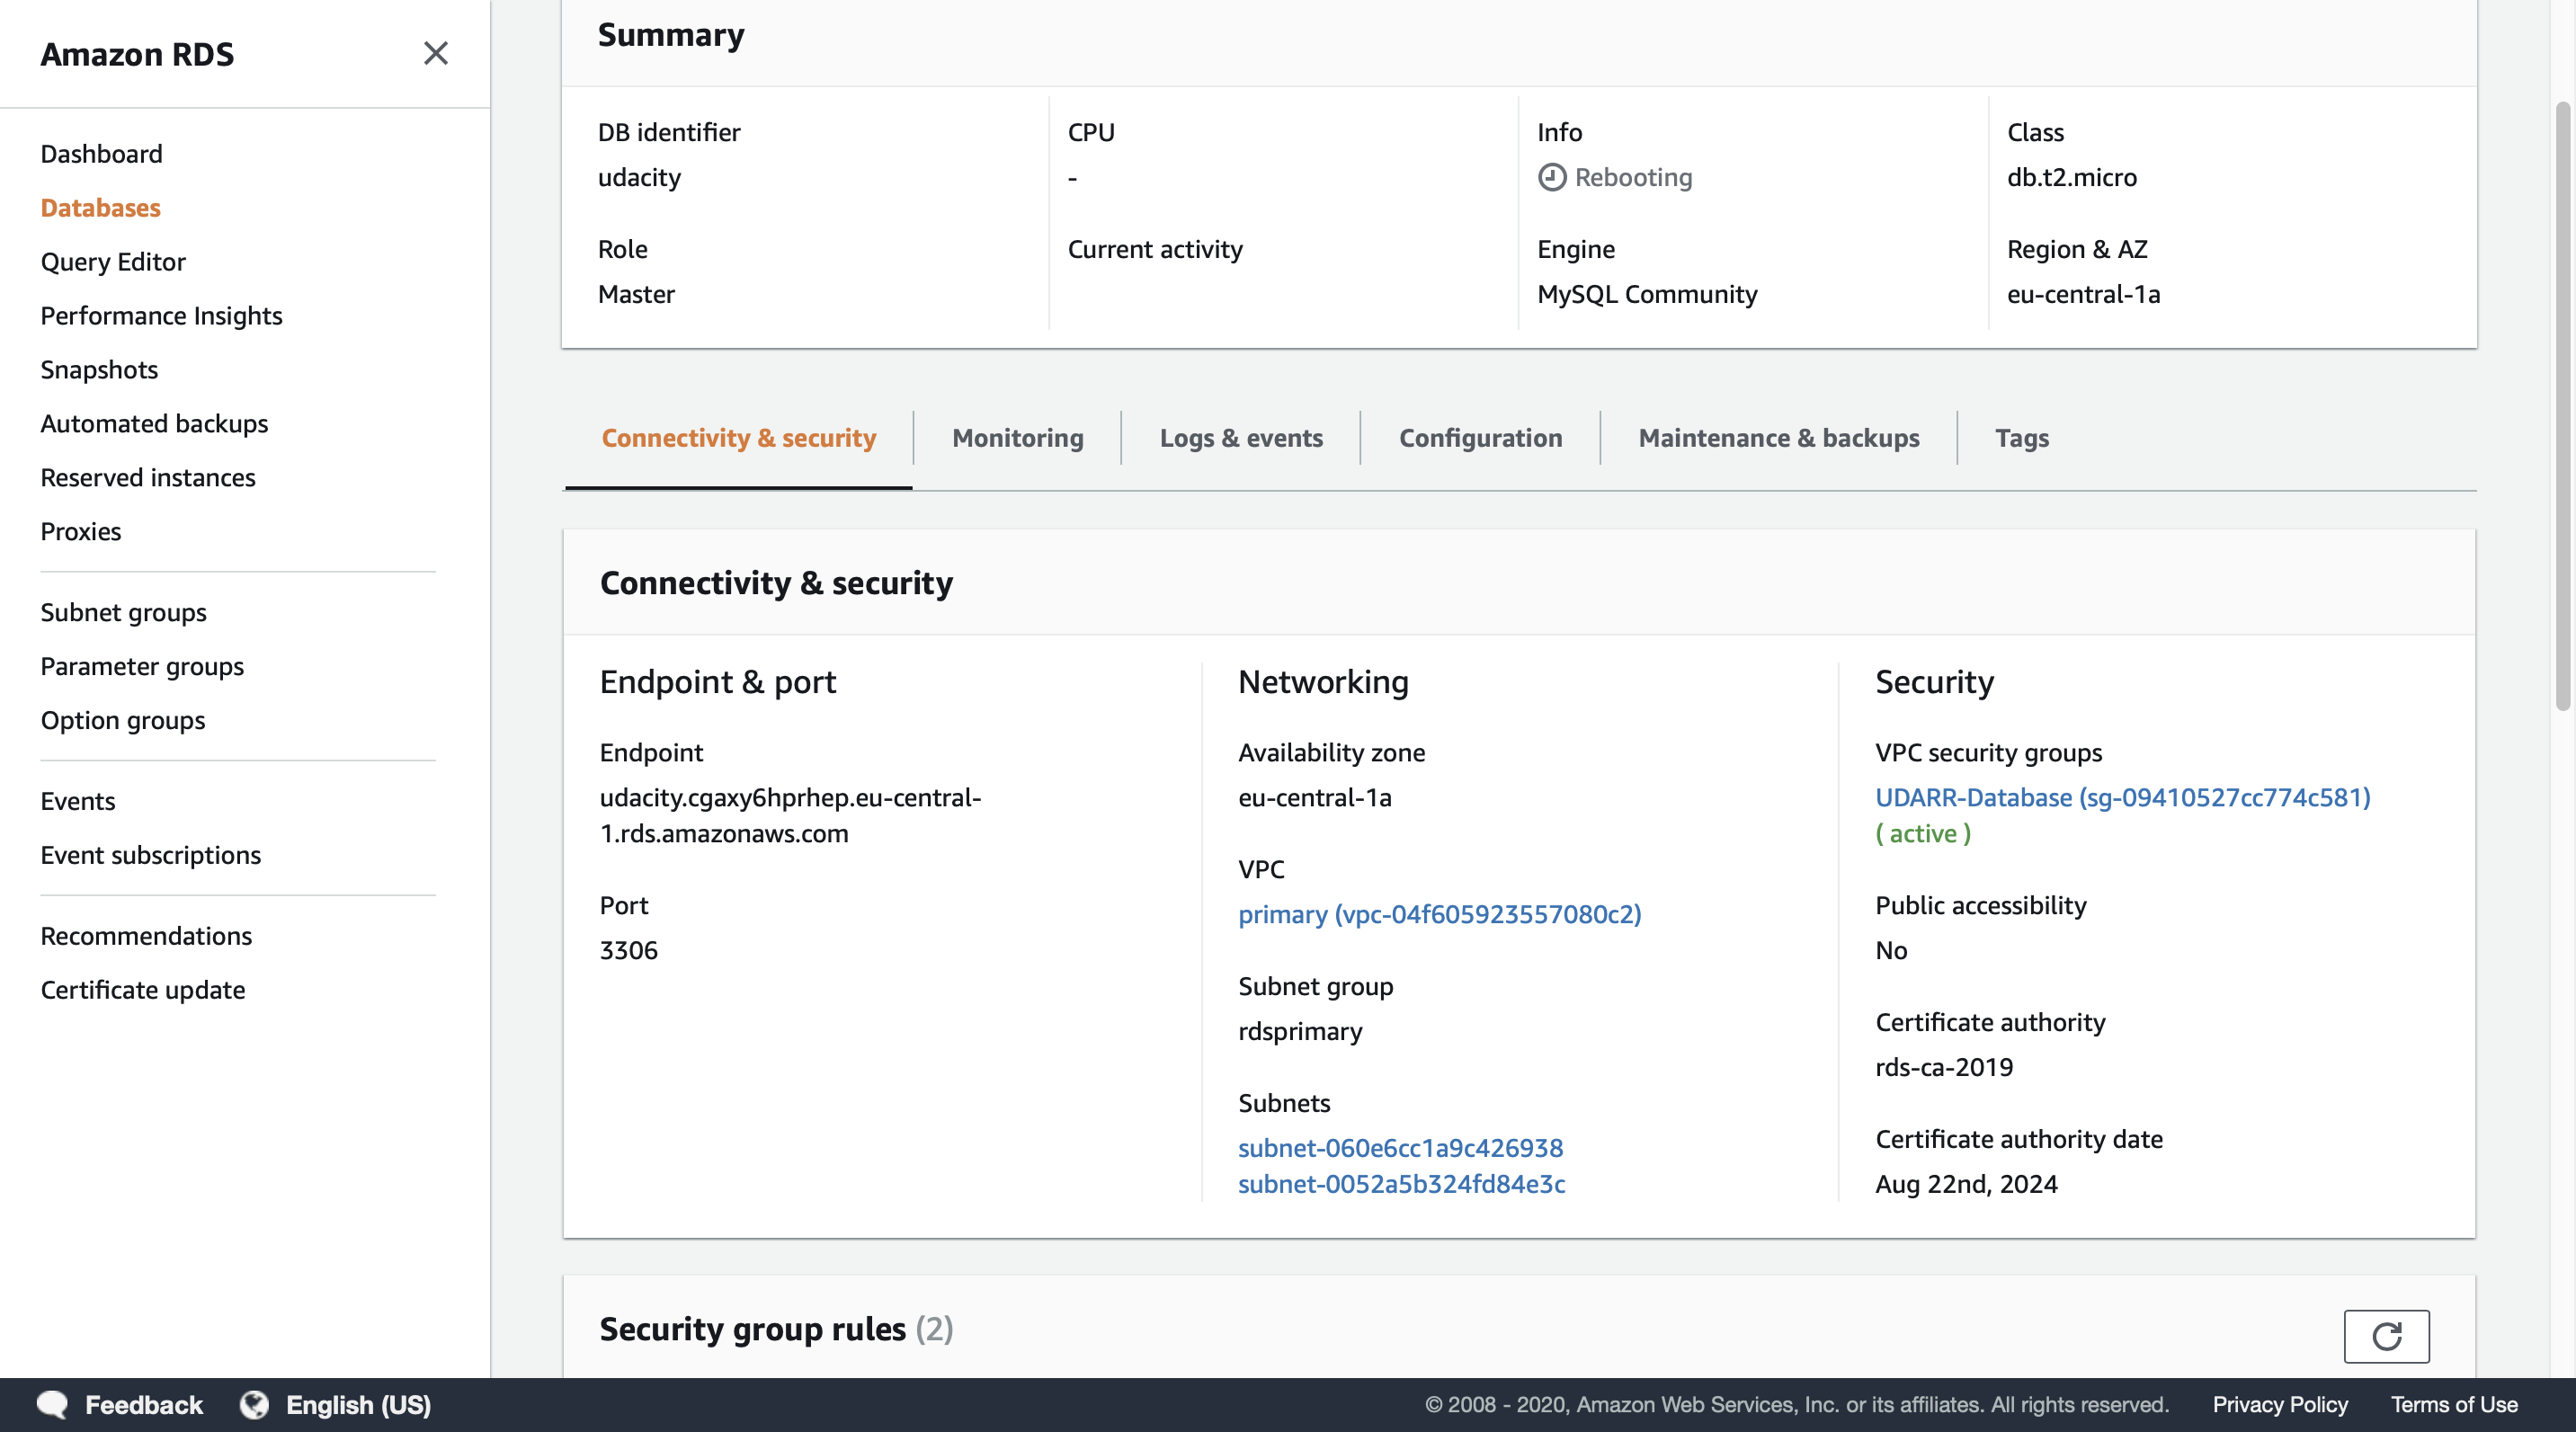 Amazon RDS
Dashboard
Databases
Query Editor
Performance Insights
Snapshots
Automated backups
Reserved instances
Proxies
Subnet groups
Parameter groups
Option groups
Events
Event subscriptions
Recommendations
Certificate update
Summary
DB identifier
udacity
CPU
-
Info
Rebooting
Class
db.t2.micro
Role
Master
Current activity
Engine
MySQL Community
Region & AZ
eu-central-1a
Connectivity & security
Monitoring
Logs & events
Configuration
Maintenance & backups
Tags
Connectivity & security
Endpoint & port
Endpoint
udacity.cgaxy6hprhep.eu-central-
1.rds.amazonaws.com
Port
3306
Networking
Availability zone
eu-central-1a
VPC
primary (vpc-04f605923557080c2)
Subnet group
rdsprimary
Subnets
subnet-060e6cc1a9c426938
subnet-0052a5b324fd84e3c
Security
VPC security groups
UDARR-Database (sg-09410527cc774c581)
( active )
Public accessibility
No
Certificate authority
rds-ca-2019
Certificate authority date
Aug 22nd, 2024
Security group rules (2)
Feedback
English (US)
© 2008 - 2020, Amazon Web Services, Inc. or its affiliates. All rights reserved.
Privacy Policy
Terms of Use